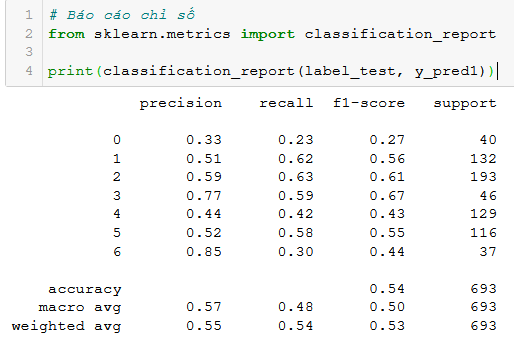 1 # Báo cáo chỉ số
2 from sklearn.metrics import classification_report
3
4 print(classification_report(label_test, y_pred1))
precision recall f1-score support
0 0.33 0.23 0.27 40
1 0.51 0.62 0.56 132
2 0.59 0.63 0.61 193
3 0.77 0.59 0.67 46
4 0.44 0.42 0.43 129
5 0.52 0.58 0.55 116
6 0.85 0.30 0.44 37
accuracy 0.54 693
macro avg 0.57 0.48 0.50 693
weighted avg 0.55 0.54 0.53 693